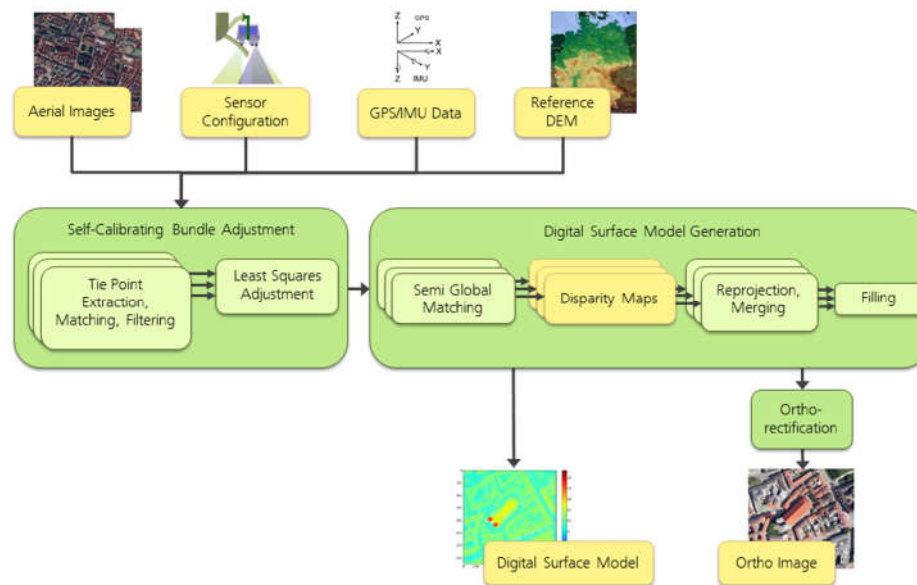 GPS
Z
Y
X
X
Y
Z
IMU
Aerial Images
Sensor
Configuration
GPS/IMU Data
Reference
DEM
Self-Calibrating Bundle Adjustment
Digital Surface Model Generation
Tie Point
Extraction,
Matching, Filtering
Least Squares
Adjustment
Semi Global
Matching
Disparity Maps
Reprojection,
Merging
Filling
Ortho-
rectification
Digital Surface Model
Ortho Image